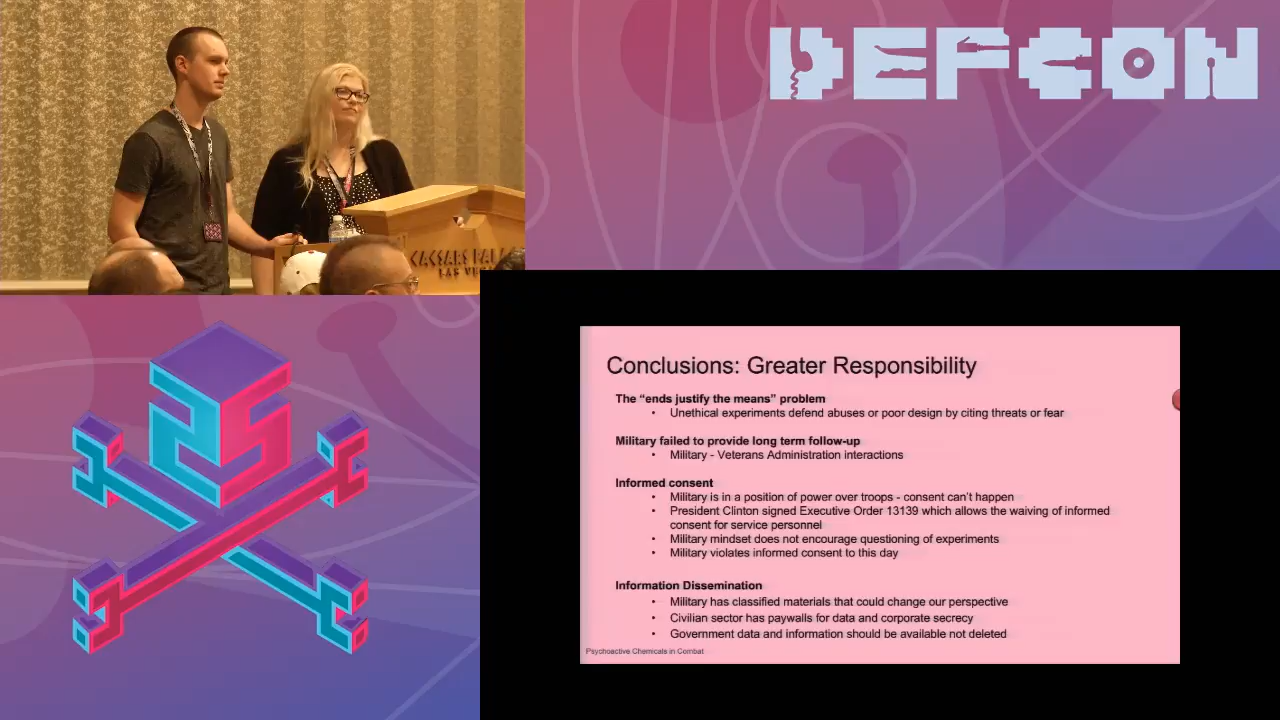 DEFCON
CAESARS PALA
LAS VE
25
Conclusions: Greater Responsibility
The “ends justify the means” problem
• Unethical experiments defend abuses or poor design by citing threats or fear
Military failed to provide long term follow-up
• Military - Veterans Administration interactions
Informed consent
• Military is in a position of power over troops - consent can't happen
• President Clinton signed Executive Order 13139 which allows the waiving of informed
consent for service personnel
• Military mindset does not encourage questioning of experiments
• Military violates informed consent to this day
Information Dissemination
• Military has classified materials that could change our perspective
• Civilian sector has paywalls for data and corporate secrecy
• Government data and information should be available not deleted
Psychoactive Chemicals in Combat